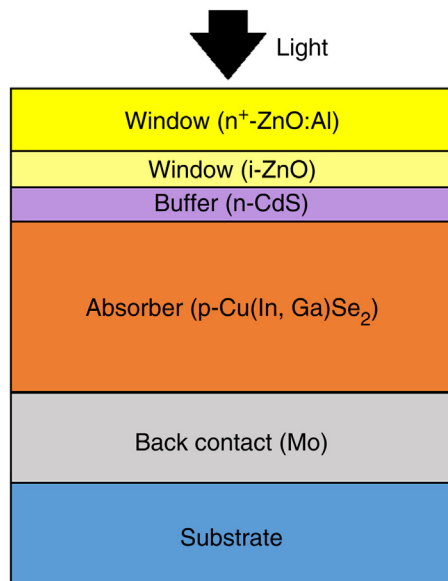 Light
Window (n⁺-ZnO:Al)
Window (i-ZnO)
Buffer (n-CdS)
Absorber (p-Cu(In, Ga)Se₂)
Back contact (Mo)
Substrate